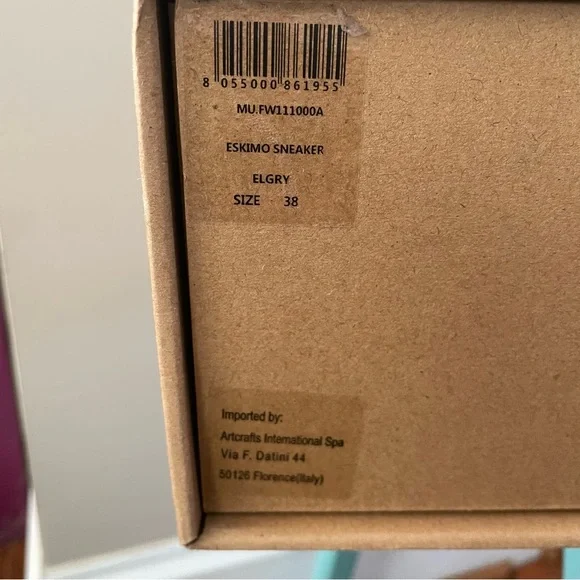 8 055000 861955
MU.FW111000A
ESKIMO SNEAKER
ELGRY
SIZE 38
Imported by:
Artcrafts International Spa
Via F. Datini 44
50126 Florence(Italy)